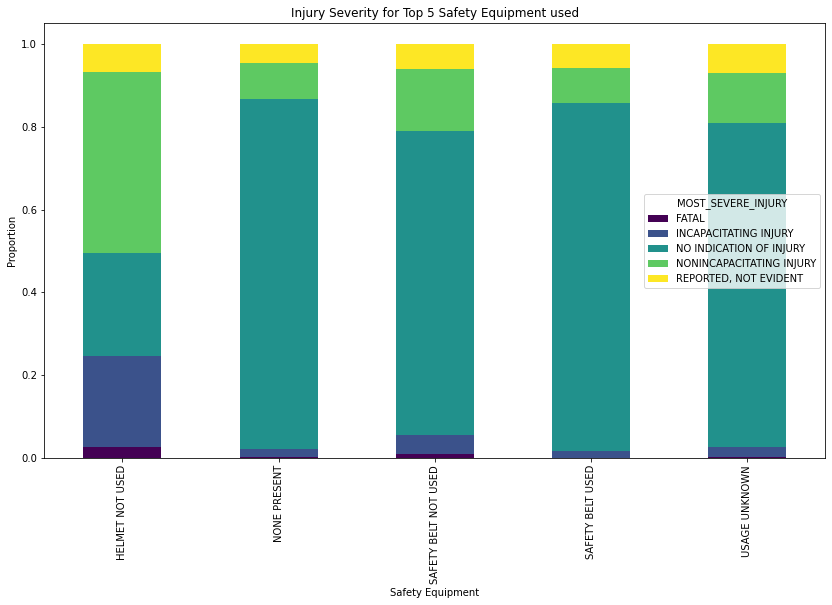 Injury Severity for Top 5 Safety Equipment used
1.0
0.8
0.6
0.4
0.2
0.0
Proportion
MOST_SEVERE_INJURY
FATAL
INCAPACITATING INJURY
NO INDICATION OF INJURY
NONINCAPACITATING INJURY
REPORTED, NOT EVIDENT
HELMET NOT USED
NONE PRESENT
SAFETY BELT NOT USED
SAFETY BELT USED
USAGE UNKNOWN
Safety Equipment